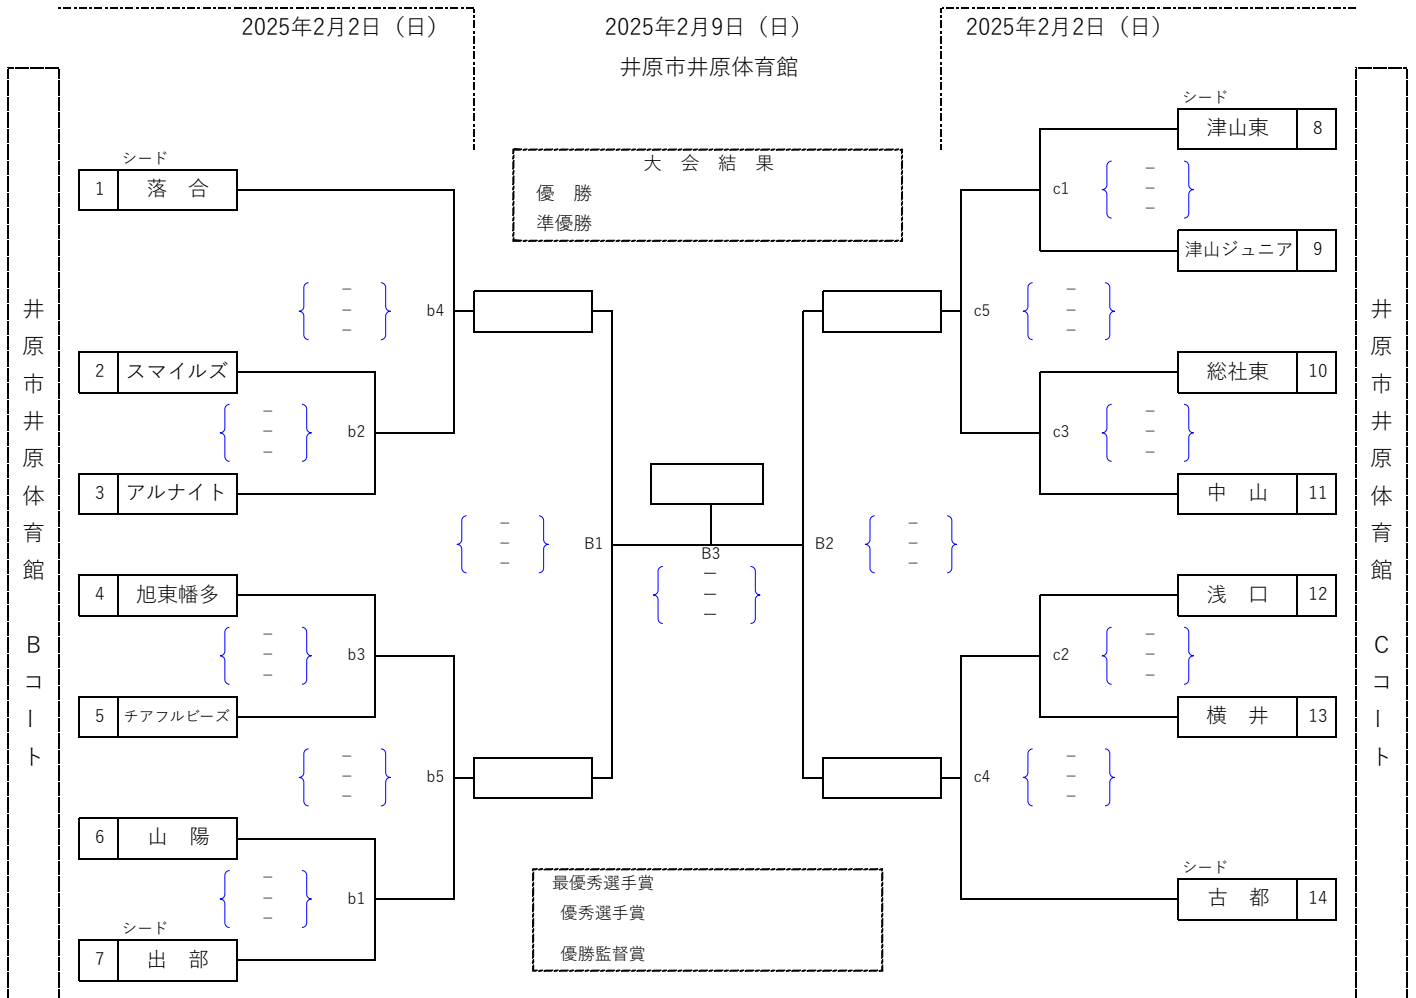 2025年2月2日（日）
2025年2月9日（日）
2025年2月2日（日）
井原市井原体育館
井原市井原体育館　Bコート
シード
1 落　合
b4
－
－
－
2 スマイルズ
b2
－
－
－
3 アルナイト
4 旭東幡多
b3
－
－
－
5 チアフルビーズ
b5
－
－
－
6 山　陽
b1
－
－
－
シード
7 出　部
大　会　結　果
優　勝
準優勝
B1
－
－
－
B3
－
－
－
B2
－
－
－
最優秀選手賞
優秀選手賞
優勝監督賞
シード
津山東 8
c1
－
－
－
津山ジュニア 9
c5
－
－
－
総社東 10
c3
－
－
－
中　山 11
浅　口 12
c2
－
－
－
横　井 13
c4
－
－
－
シード
古　都 14
井原市井原体育館　Cコート